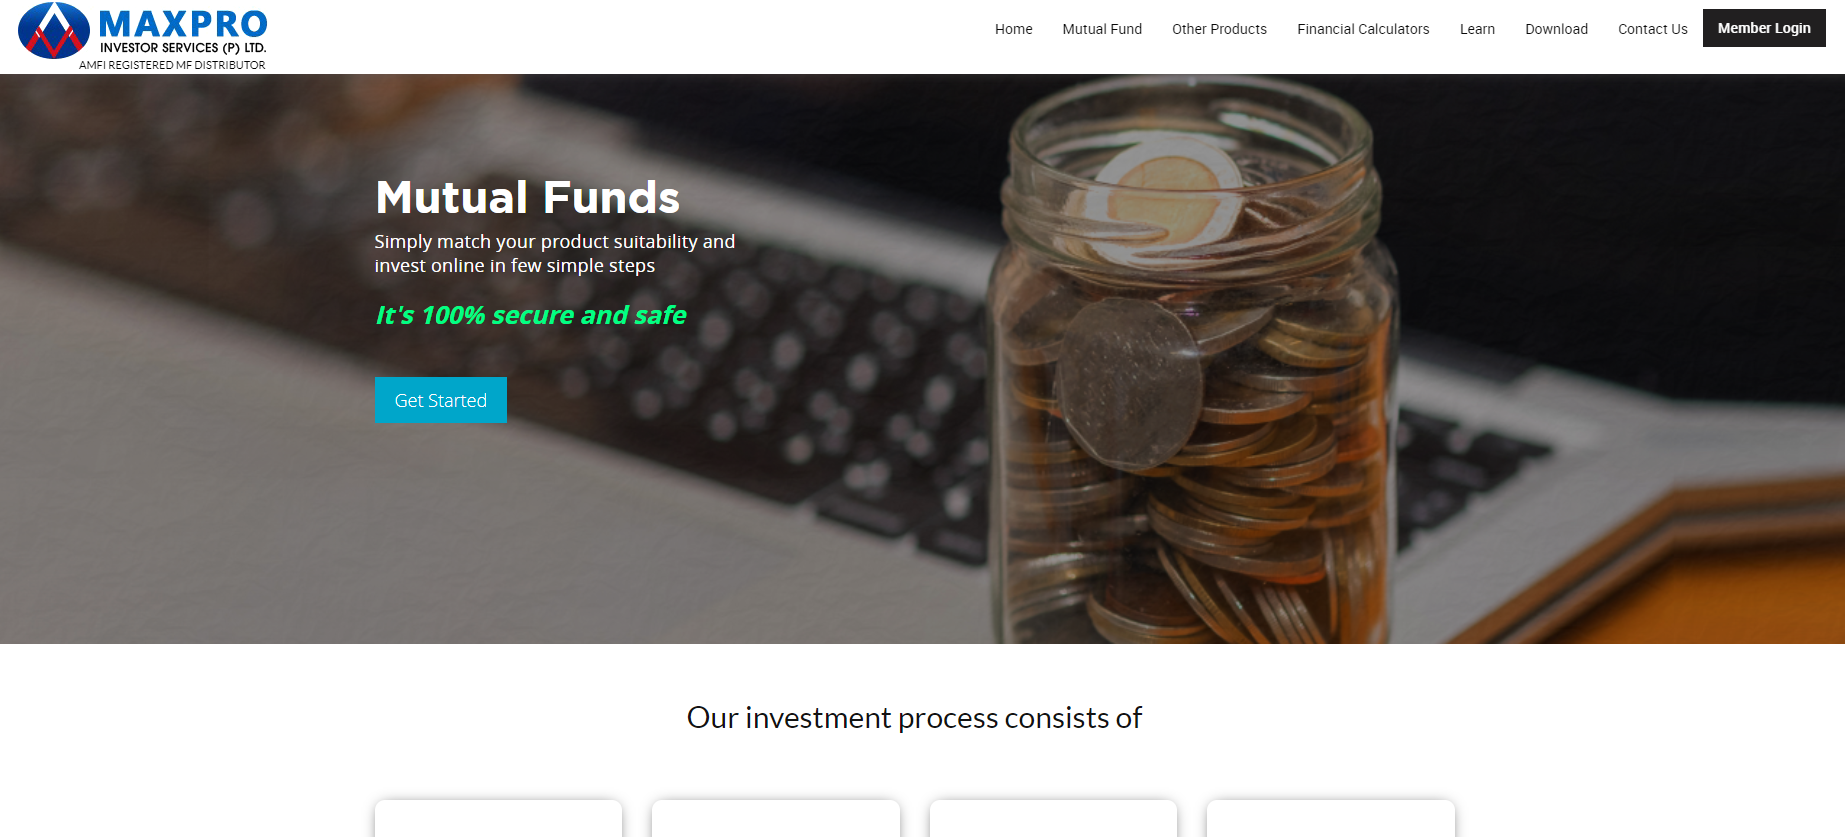 MAXPRO
INVESTOR SERVICES (P) LTD.
AMFI REGISTERED MF DISTRIBUTOR
Home Mutual Fund Other Products Financial Calculators Learn Download Contact Us Member Login
Mutual Funds
Simply match your product suitability and
invest online in few simple steps
It's 100% secure and safe
Get Started
Our investment process consists of